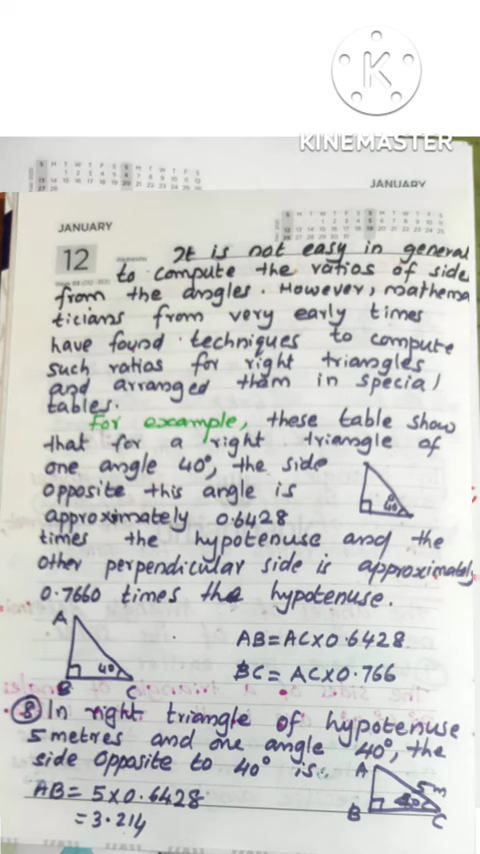 K
KINEMASTER
JANUARY
JANUARY
12
It is not easy in general
to compute the ratios of side
from the angles. However, mathema
ticians from very early times
have found techniques to compute
such ratios for right triangles
and arranged them in special
tables.
For example, these table show
that for a right triangle of
one angle 40°, the side
opposite this angle is
approximately 0.6428
times the hypotenuse and the
other perpendicular side is approximately
0.7660 times the hypotenuse.
40°
A
B
C
40
AB = AC x 0.6428
BC = AC x 0.766
8 In right triangle of hypotenuse
5 metres and one angle 40°, the
side opposite to 40° is.
AB = 5 x 0.6428
= 3.214
A
5m
B
40°
C